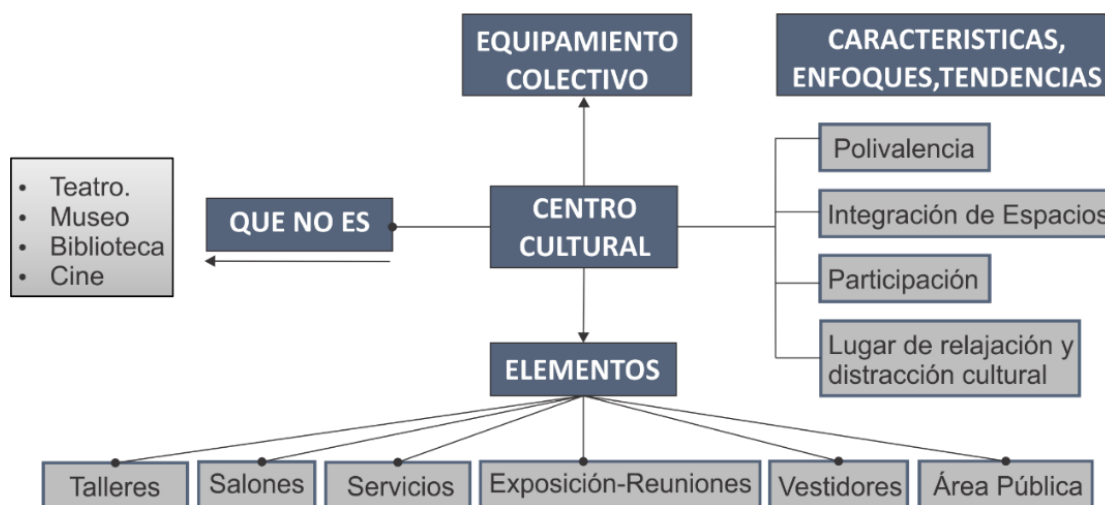 EQUIPAMIENTO
COLECTIVO
CARACTERISTICAS,
ENFOQUES,TENDENCIAS
• Teatro.
• Museo
• Biblioteca
• Cine
QUE NO ES
CENTRO
CULTURAL
Polivalencia
Integración de Espacios
Participación
Lugar de relajación y
distracción cultural
ELEMENTOS
Talleres
Salones
Servicios
Exposición-Reuniones
Vestidores
Área Pública